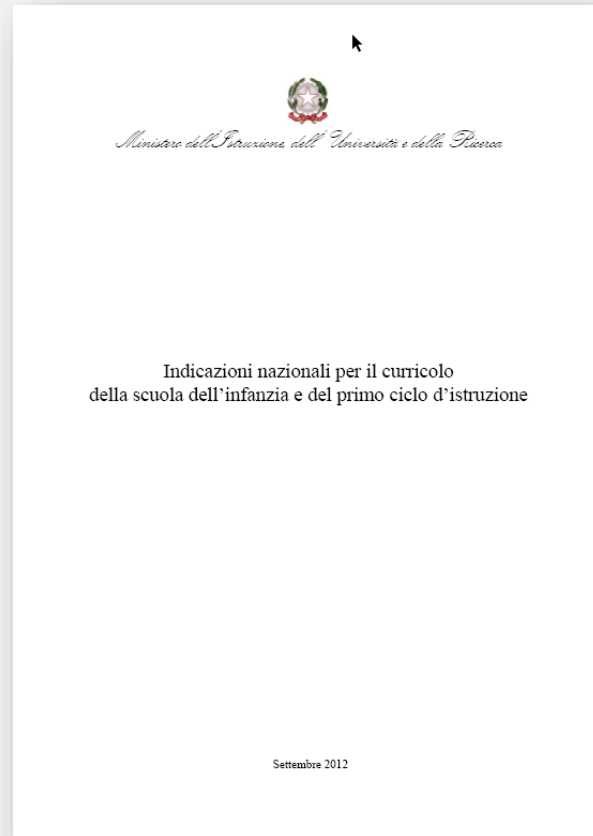 Ministero dell'Istruzione, dell'Università e della Ricerca
Indicazioni nazionali per il curricolo
della scuola dell'infanzia e del primo ciclo d'istruzione
Settembre 2012